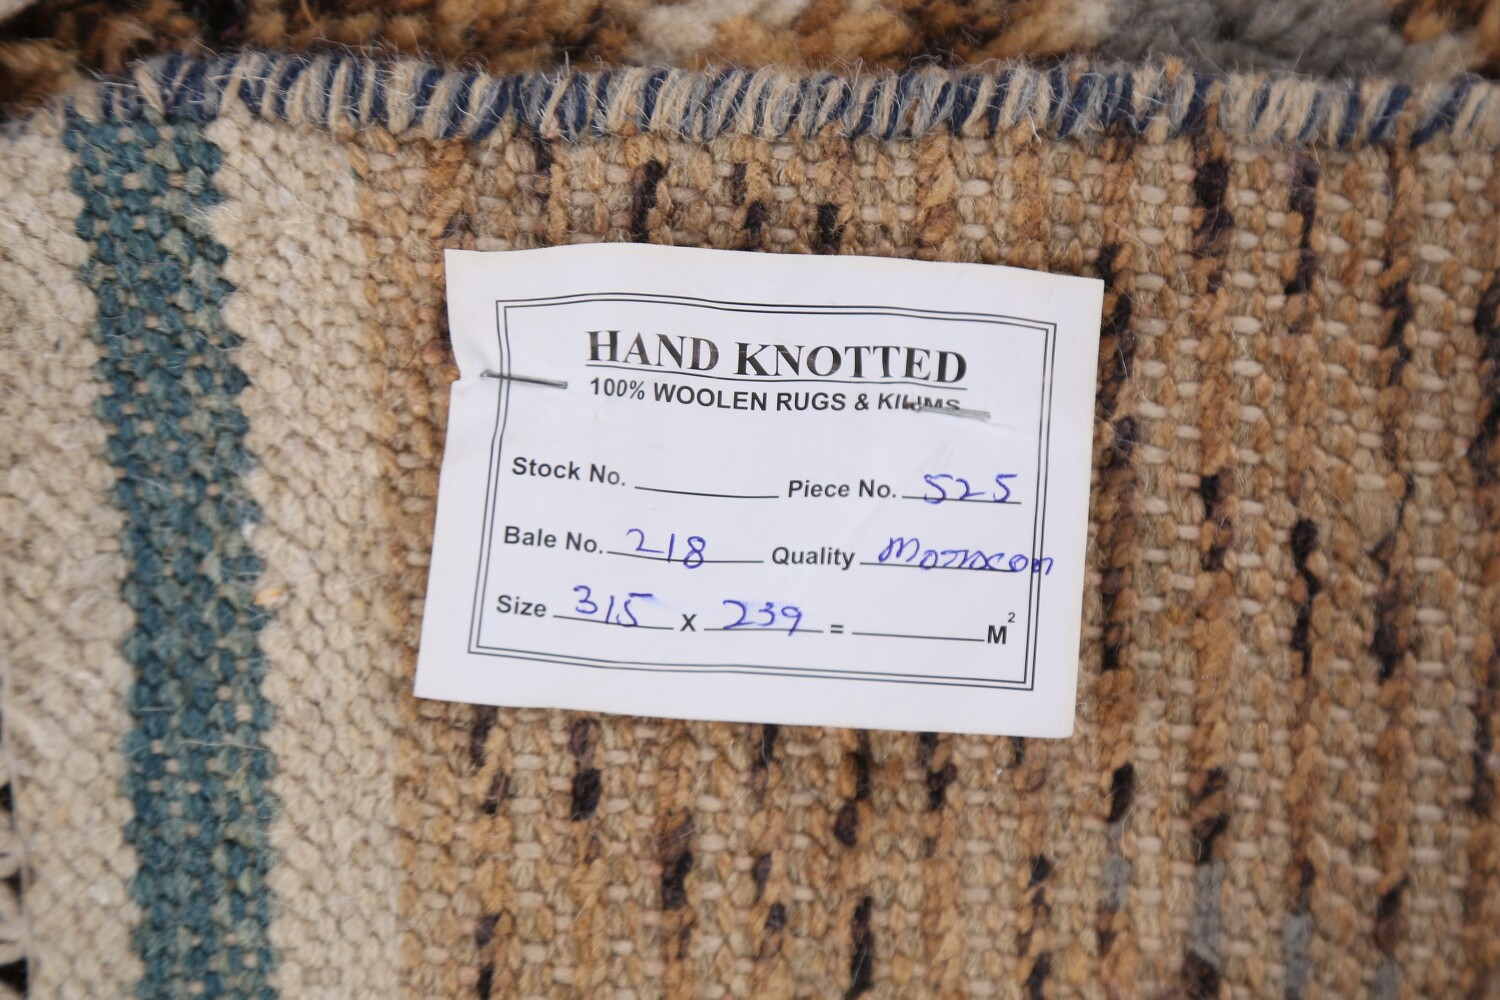 HAND KNOTTED
100% WOOLEN RUGS & KILIMS
Stock No. Piece No. 525
Bale No. 218 Quality Morrocon
Size 315 X 239 = M²